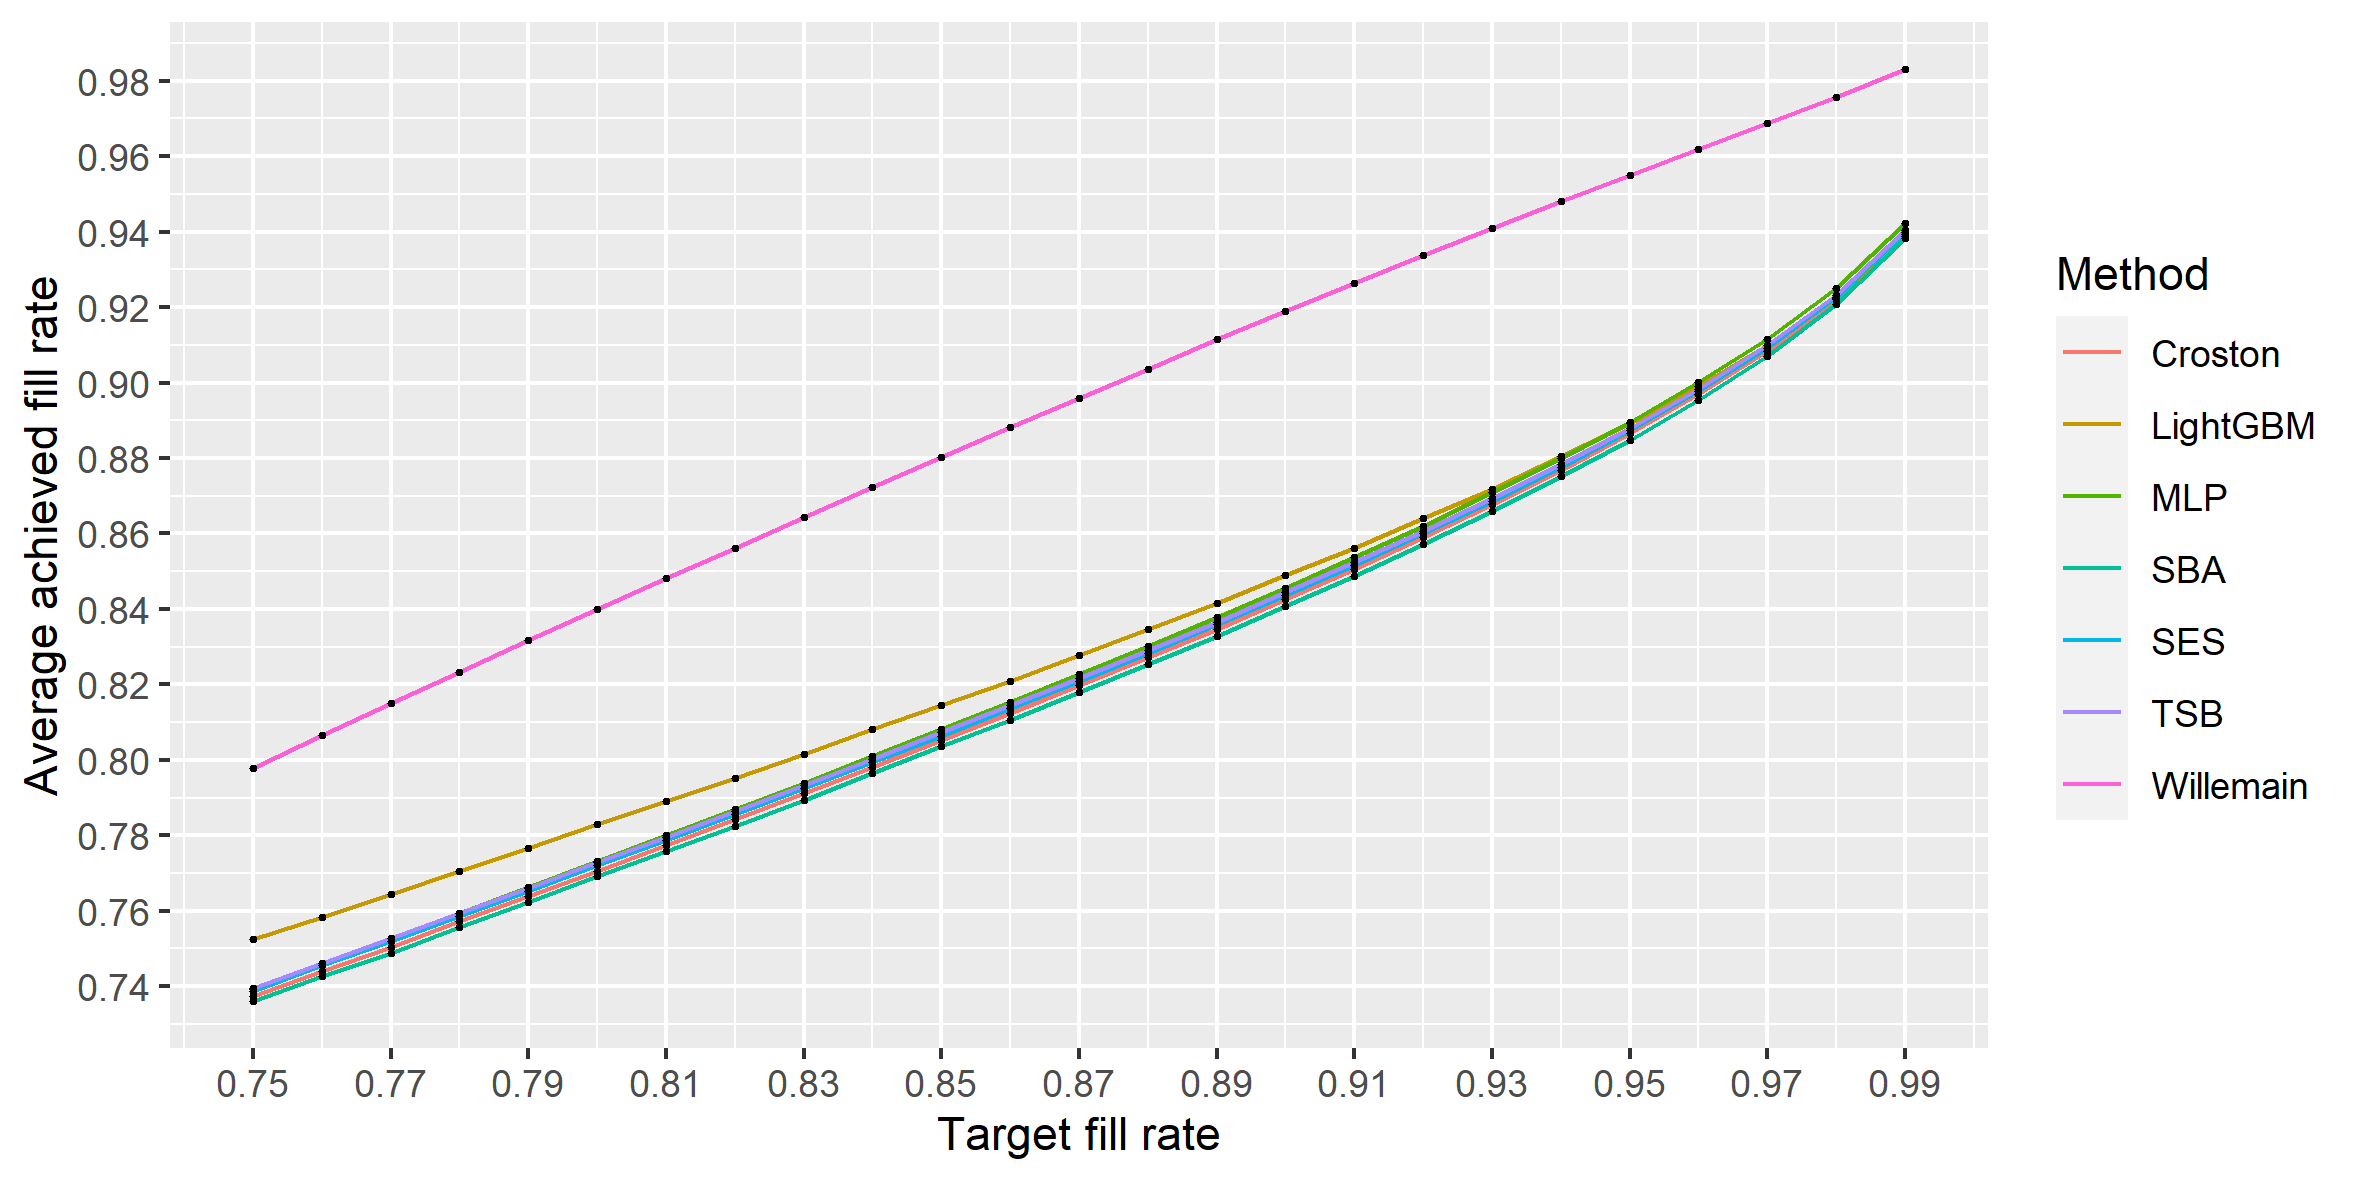 Average achieved fill rate
0.98
0.96
0.94
0.92
0.90
0.88
0.86
0.84
0.82
0.80
0.78
0.76
0.74
0.75 0.77 0.79 0.81 0.83 0.85 0.87 0.89 0.91 0.93 0.95 0.97 0.99
Target fill rate
Method
Croston
LightGBM
MLP
SBA
SES
TSB
Willemain